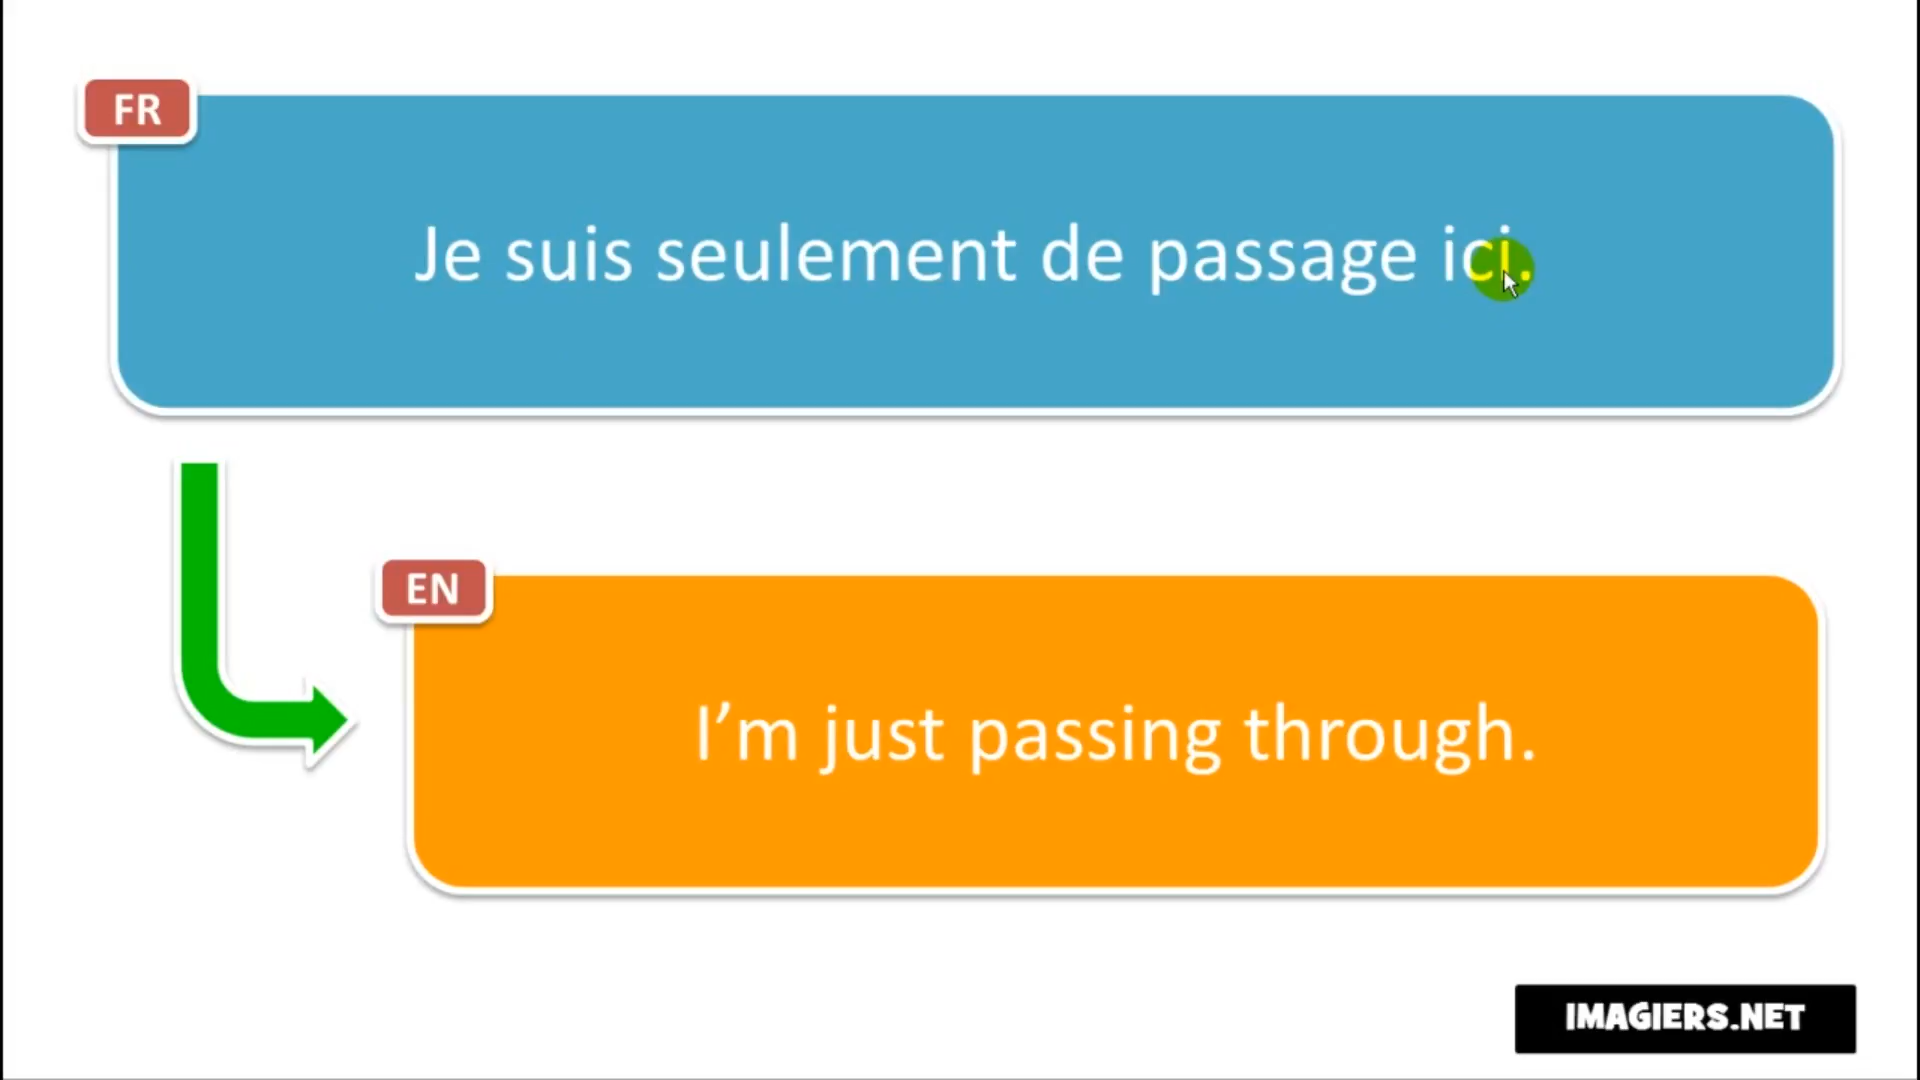 FR
Je suis seulement de passage ici.
EN
I’m just passing through.
IMAGIERS.NET